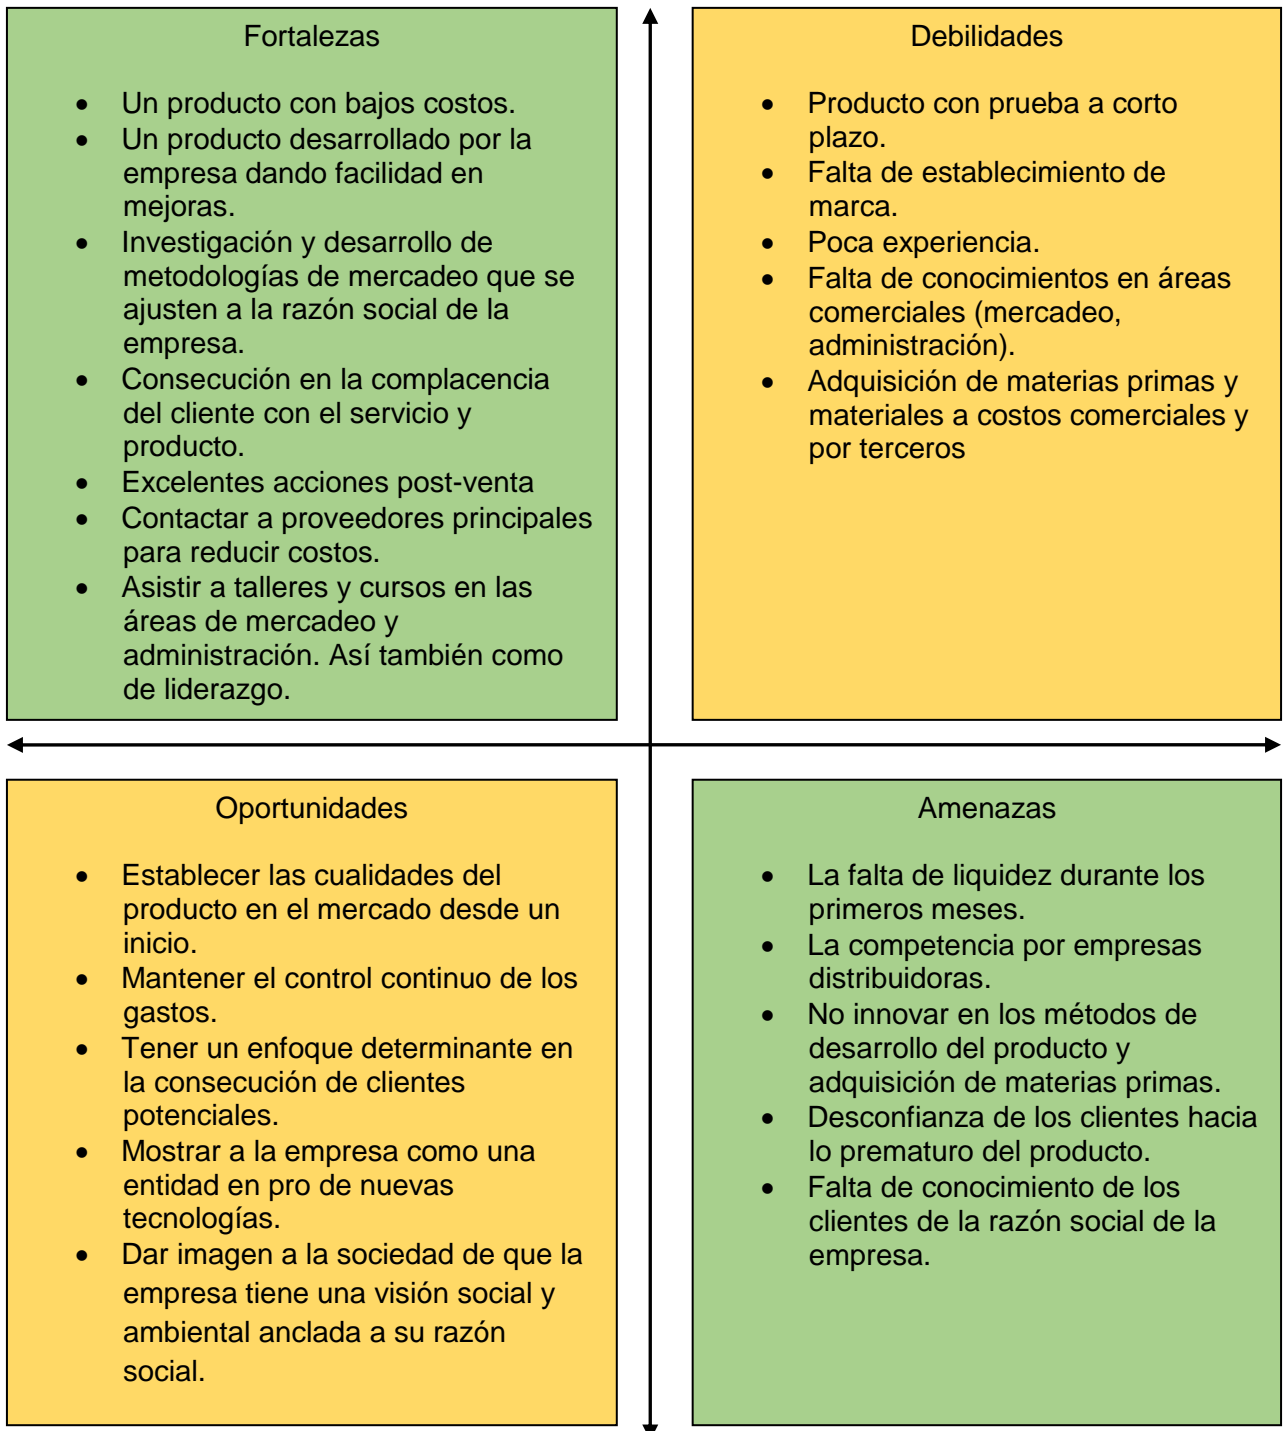 Fortalezas
• Un producto con bajos costos.
• Un producto desarrollado por la
empresa dando facilidad en
mejoras.
• Investigación y desarrollo de
metodologías de mercadeo que se
ajusten a la razón social de la
empresa.
• Consecución en la complacencia
del cliente con el servicio y
producto.
• Excelentes acciones post-venta
• Contactar a proveedores principales
para reducir costos.
• Asistir a talleres y cursos en las
áreas de mercadeo y
administración. Así también como
de liderazgo.
Debilidades
• Producto con prueba a corto
plazo.
• Falta de establecimiento de
marca.
• Poca experiencia.
• Falta de conocimientos en áreas
comerciales (mercadeo,
administración).
• Adquisición de materias primas y
materiales a costos comerciales y
por terceros
Oportunidades
• Establecer las cualidades del
producto en el mercado desde un
inicio.
• Mantener el control continuo de los
gastos.
• Tener un enfoque determinante en
la consecución de clientes
potenciales.
• Mostrar a la empresa como una
entidad en pro de nuevas
tecnologías.
• Dar imagen a la sociedad de que la
empresa tiene una visión social y
ambiental anclada a su razón
social.
Amenazas
• La falta de liquidez durante los
primeros meses.
• La competencia por empresas
distribuidoras.
• No innovar en los métodos de
desarrollo del producto y
adquisición de materias primas.
• Desconfianza de los clientes hacia
lo prematuro del producto.
• Falta de conocimiento de los
clientes de la razón social de la
empresa.